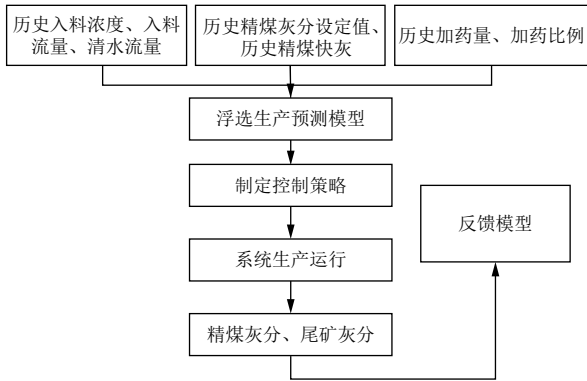 历史入料浓度、入料
流量、清水流量
历史精煤灰分设定值、
历史精煤快灰
历史加药量、加药比例
浮选生产预测模型
制定控制策略
反馈模型
系统生产运行
精煤灰分、尾矿灰分